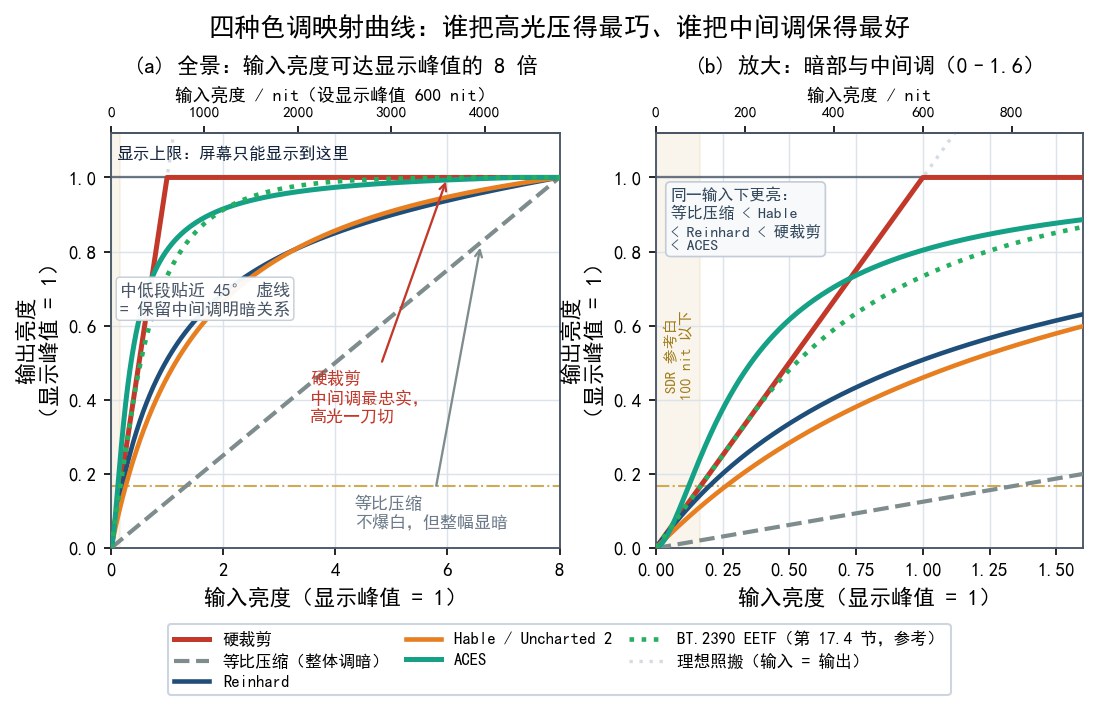 四种色调映射曲线：谁把高光压得最巧、谁把中间调保得最好
(a) 全景：输入亮度可达显示峰值的 8 倍
输入亮度 / nit（设显示峰值 600 nit）
0 1000 2000 3000 4000
显示上限：屏幕只能显示到这里
中低段贴近 45° 虚线
= 保留中间调明暗关系
硬裁剪
中间调最忠实，
高光一刀切
等比压缩
不爆白，但整幅显暗
1.0
0.8
0.6
0.4
0.2
0.0
输出亮度
（显示峰值 = 1）
0 2 4 6 8
输入亮度（显示峰值 = 1）
(b) 放大：暗部与中间调（0–1.6）
输入亮度 / nit
0 200 400 600 800
同一输入下更亮：
等比压缩 < Hable
< Reinhard < 硬裁剪
< ACES
SDR 参考白
100 nit 以下
1.0
0.8
0.6
0.4
0.2
0.0
输出亮度
（显示峰值 = 1）
0.00 0.25 0.50 0.75 1.00 1.25 1.50
输入亮度（显示峰值 = 1）
硬裁剪
等比压缩（整体调暗）
Reinhard
Hable / Uncharted 2
ACES
BT.2390 EETF（第 17.4 节，参考）
理想照搬（输入 = 输出）